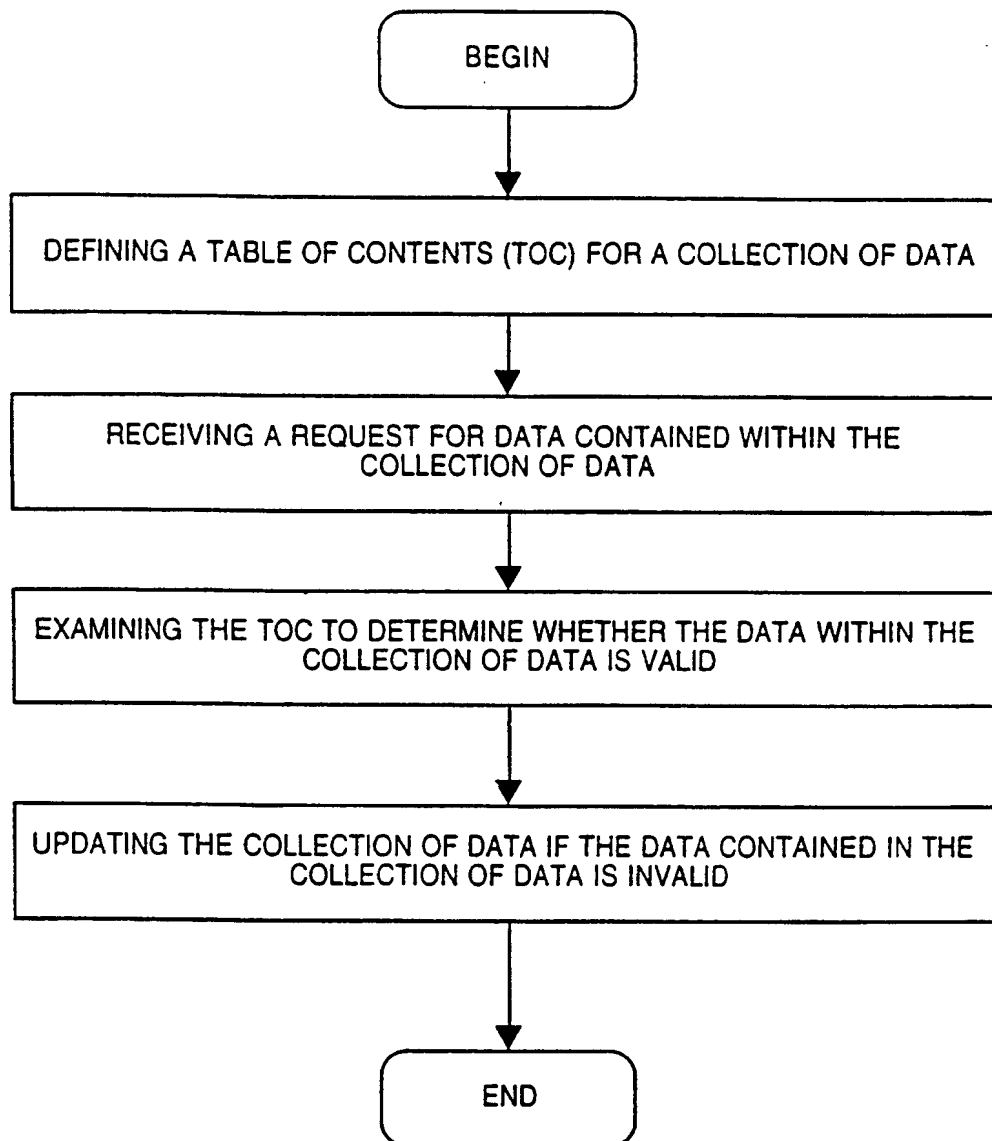 BEGIN
DEFINING A TABLE OF CONTENTS (TOC) FOR A COLLECTION OF DATA
RECEIVING A REQUEST FOR DATA CONTAINED WITHIN THE
COLLECTION OF DATA
EXAMINING THE TOC TO DETERMINE WHETHER THE DATA WITHIN THE
COLLECTION OF DATA IS VALID
UPDATING THE COLLECTION OF DATA IF THE DATA CONTAINED IN THE
COLLECTION OF DATA IS INVALID
END